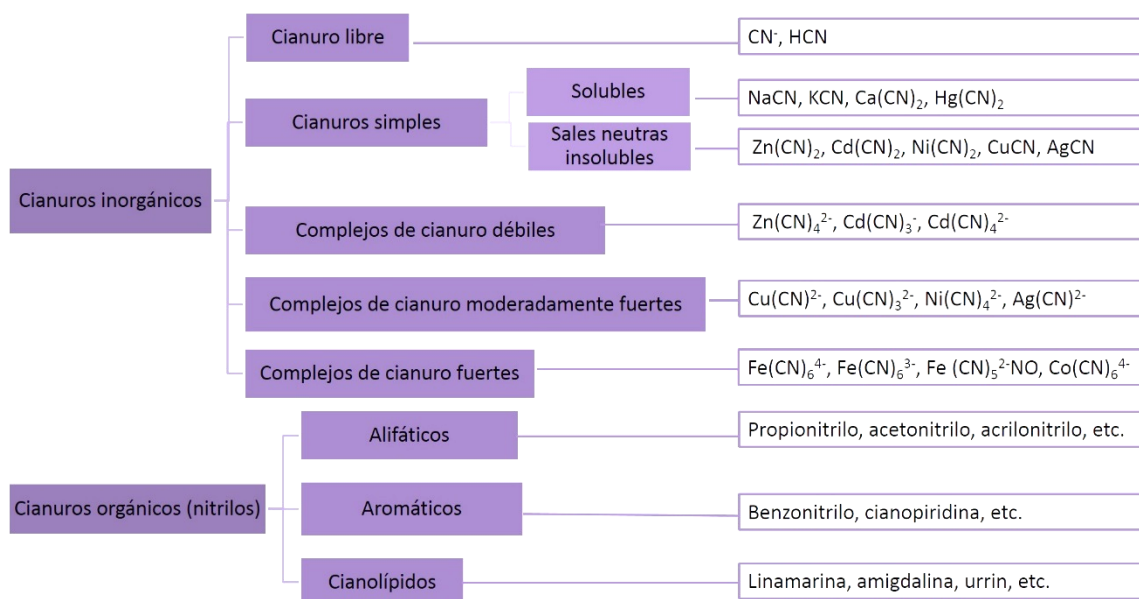 Cianuros inorgánicos
Cianuro libre
CN⁻, HCN
Cianuros simples
Solubles
NaCN, KCN, Ca(CN)₂, Hg(CN)₂
Sales neutras
insolubles
Zn(CN)₂, Cd(CN)₂, Ni(CN)₂, CuCN, AgCN
Complejos de cianuro débiles
Zn(CN)₄²⁻, Cd(CN)₃⁻, Cd(CN)₄²⁻
Complejos de cianuro moderadamente fuertes
Cu(CN)²⁻, Cu(CN)₃²⁻, Ni(CN)₄²⁻, Ag(CN)²⁻
Complejos de cianuro fuertes
Fe(CN)₆⁴⁻, Fe(CN)₆³⁻, Fe (CN)₅²⁻NO, Co(CN)₆⁴⁻
Cianuros orgánicos (nitrilos)
Alifáticos
Propionitrilo, acetonitrilo, acrilonitrilo, etc.
Aromáticos
Benzonitrilo, cianopiridina, etc.
Cianolípidos
Linamarina, amigdalina, urrin, etc.